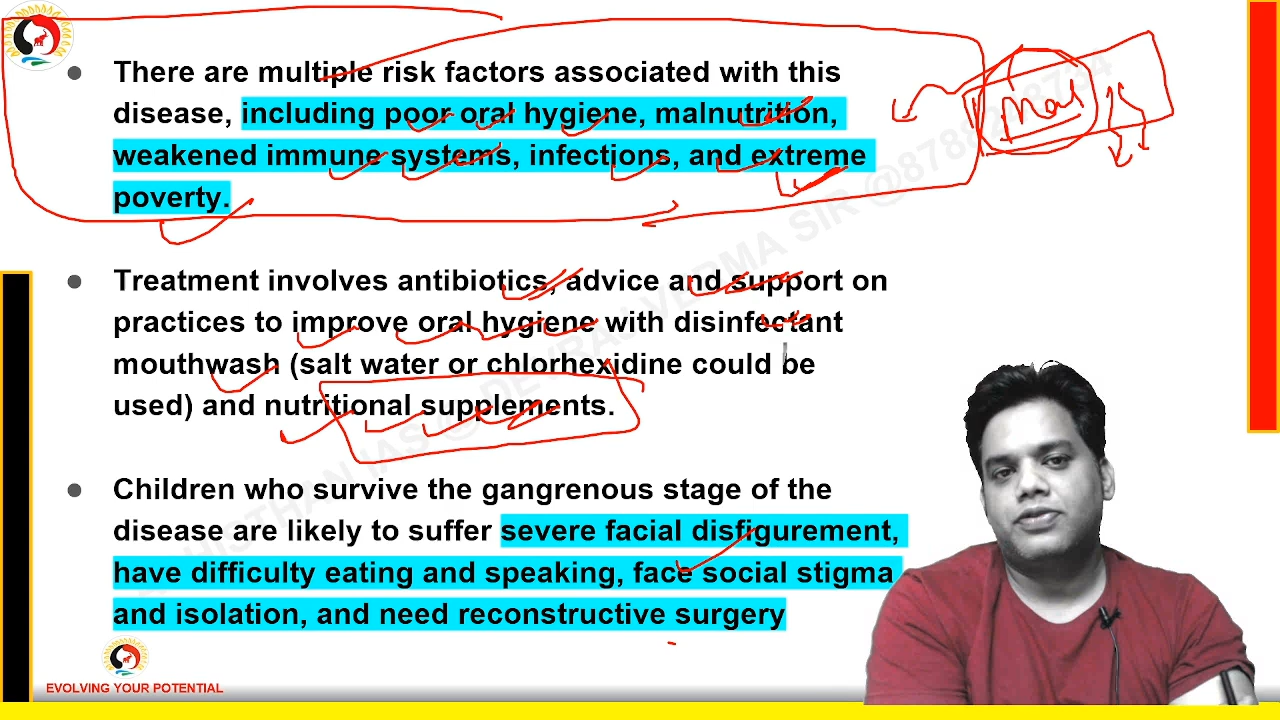 There are multiple risk factors associated with this
disease, including poor oral hygiene, malnutrition,
weakened immune systems, infections, and extreme
poverty.
Treatment involves antibiotics, advice and support on
practices to improve oral hygiene with disinfectant
mouthwash (salt water or chlorhexidine could be
used) and nutritional supplements.
Children who survive the gangrenous stage of the
disease are likely to suffer severe facial disfigurement,
have difficulty eating and speaking, face social stigma
and isolation, and need reconstructive surgery
EVOLVING YOUR POTENTIAL